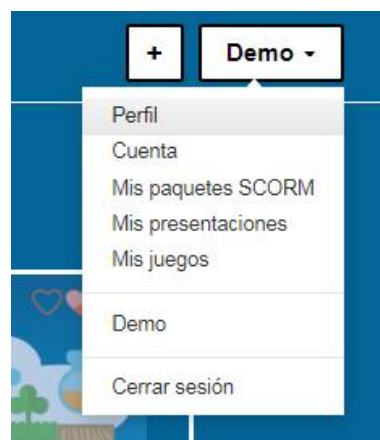 +
Demo
Perfil
Cuenta
Mis paquetes SCORM
Mis presentaciones
Mis juegos
Demo
Cerrar sesión